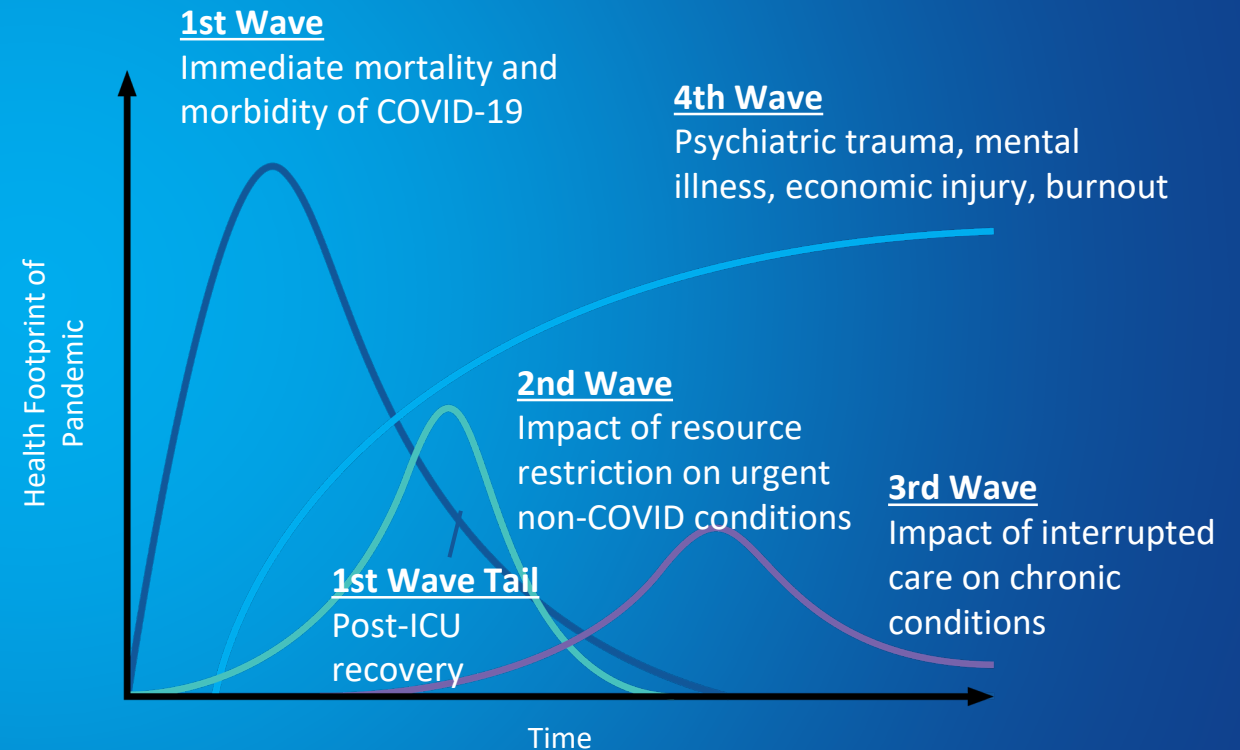 1st Wave
Immediate mortality and
morbidity of COVID-19
4th Wave
Psychiatric trauma, mental
illness, economic injury, burnout
Health Footprint of
Pandemic
2nd Wave
Impact of resource
restriction on urgent
non-COVID conditions
3rd Wave
Impact of interrupted
care on chronic
conditions
1st Wave Tail
Post-ICU
recovery
Time